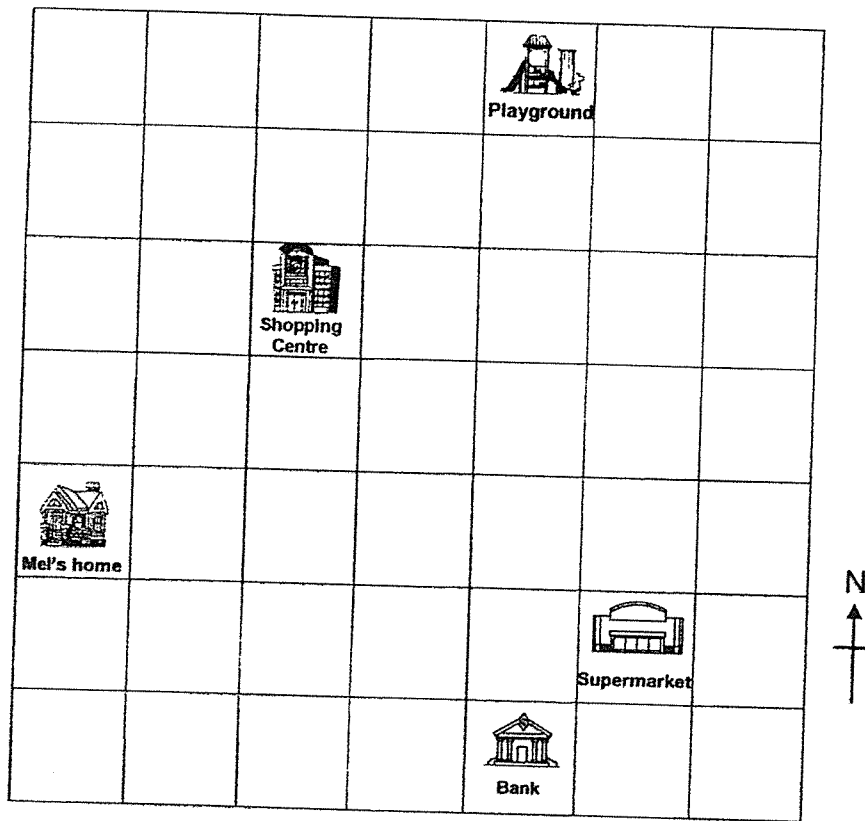 Playground
Shopping
Centre
Mel's home
N
Supermarket
Bank